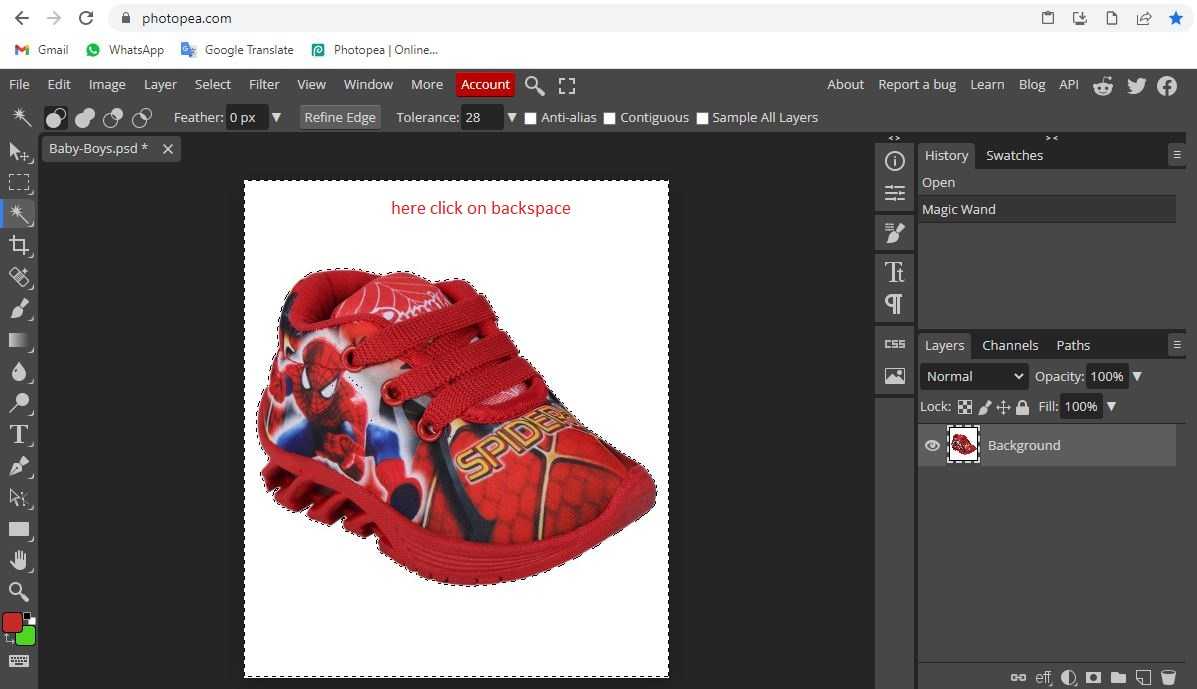 photopea.com
Gmail WhatsApp Google Translate Photopea | Online...
File Edit Image Layer Select Filter View Window More Account About Report a bug Learn Blog API
Feather: 0 px Refine Edge Tolerance: 28 Anti-alias Contiguous Sample All Layers
Baby-Boys.psd *
History Swatches
Open
Magic Wand
here click on backspace
SPIDER
CSS
Layers Channels Paths
Normal Opacity: 100%
Lock: Fill: 100%
Background
eff